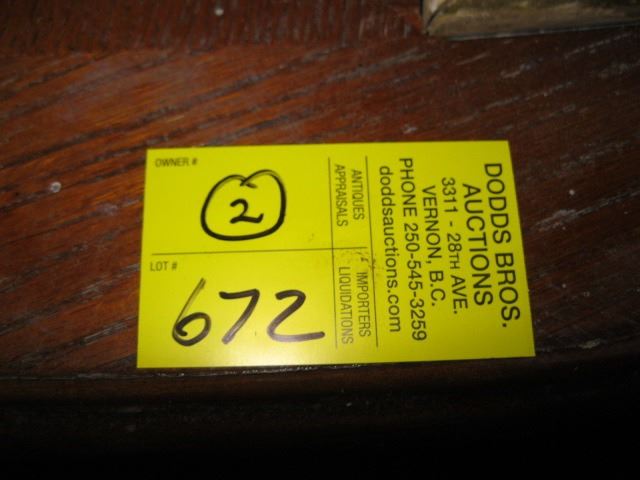 DODDS BROS.
AUCTIONS
3311 - 28TH AVE.
VERNON, B.C.
PHONE 250-545-3259
doddsauctions.com
ANTIQUES
APPRAISALS
IMPORTERS
LIQUIDATIONS
OWNER #
2
LOT #
672